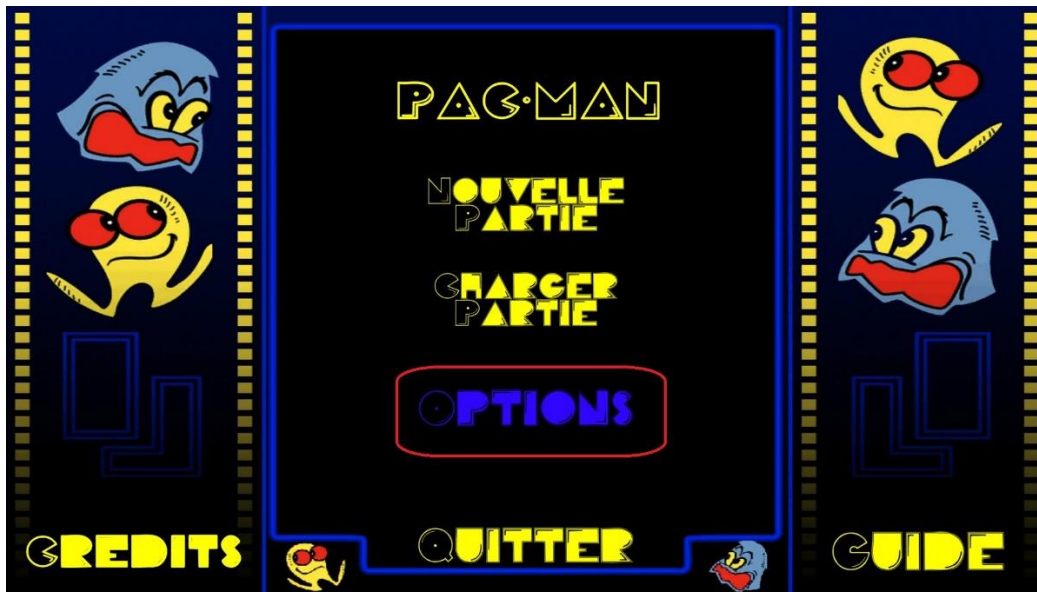 PAC·MAN
NOUVELLE
PARTIE
CHARGER
PARTIE
OPTIONS
CREDITS
QUITTER
GUIDE